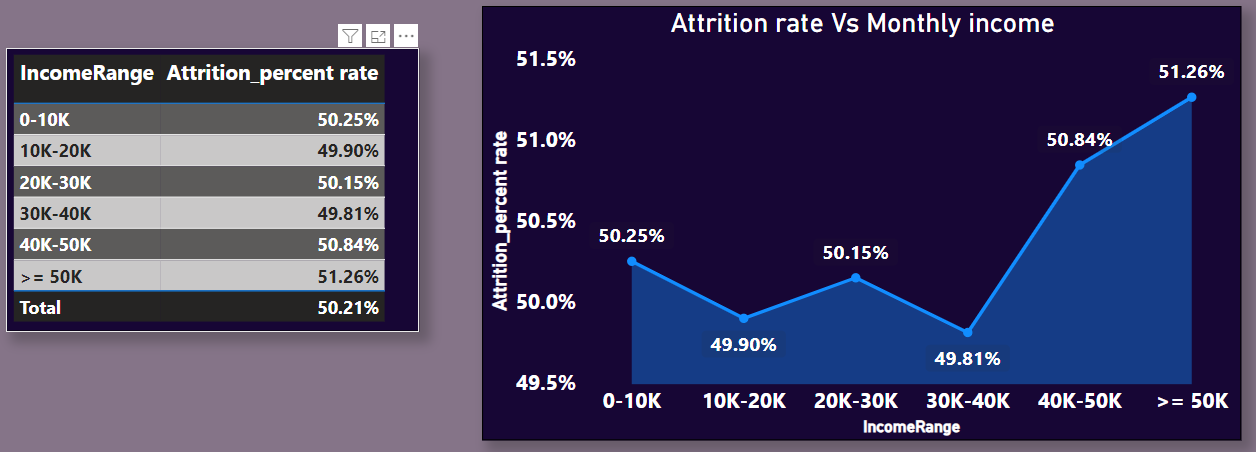 IncomeRange Attrition_percent rate
0-10K 50.25%
10K-20K 49.90%
20K-30K 50.15%
30K-40K 49.81%
40K-50K 50.84%
>= 50K 51.26%
Total 50.21%
Attrition rate Vs Monthly income
Attrition_percent rate
51.5%
51.0%
50.5%
50.0%
49.5%
50.25%
49.90%
50.15%
49.81%
50.84%
51.26%
0-10K 10K-20K 20K-30K 30K-40K 40K-50K >= 50K
IncomeRange